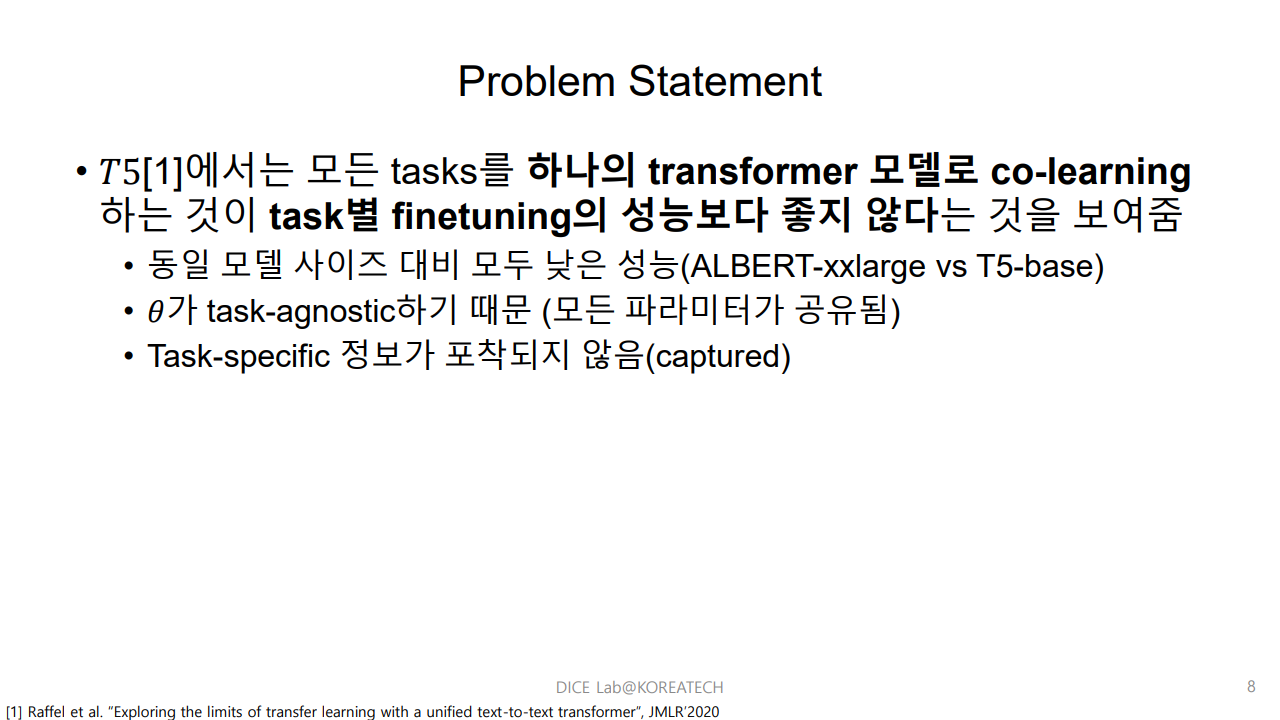 Problem Statement
• T5[1]에서는 모든 tasks를 하나의 transformer 모델로 co-learning
하는 것이 task별 finetuning의 성능보다 좋지 않다는 것을 보여줌
• 동일 모델 사이즈 대비 모두 낮은 성능(ALBERT-xxlarge vs T5-base)
• θ가 task-agnostic하기 때문 (모든 파라미터가 공유됨)
• Task-specific 정보가 포착되지 않음(captured)
DICE Lab@KOREATECH
8
[1] Raffel et al. “Exploring the limits of transfer learning with a unified text-to-text transformer”, JMLR’2020